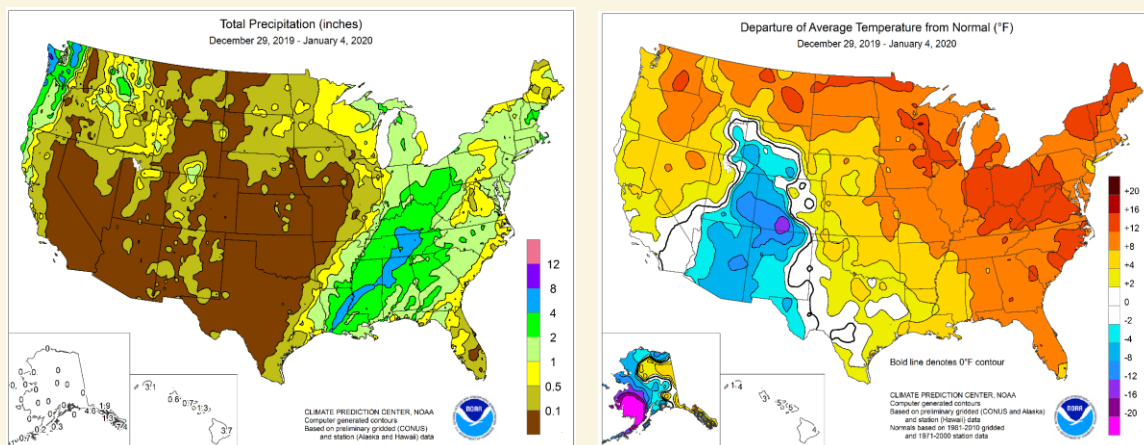 Total Precipitation (inches)
December 29, 2019 - January 4, 2020
12
8
4
2
1
0.5
0.1
CLIMATE PREDICTION CENTER, NOAA
Computer generated contours
Based on preliminary gridded (CONUS)
and station (Alaska and Hawaii) data
NOAA
Departure of Average Temperature from Normal (°F)
December 29, 2019 - January 4, 2020
+20
+16
+12
+8
+4
+2
0
-2
-4
-8
-12
-16
-20
Bold line denotes 0°F contour
CLIMATE PREDICTION CENTER, NOAA
Computer generated contours
Based on preliminary gridded (CONUS and Alaska)
and station (Hawaii) data
Normals based on 1981-2010 gridded
and 1971-2000 station data
NOAA